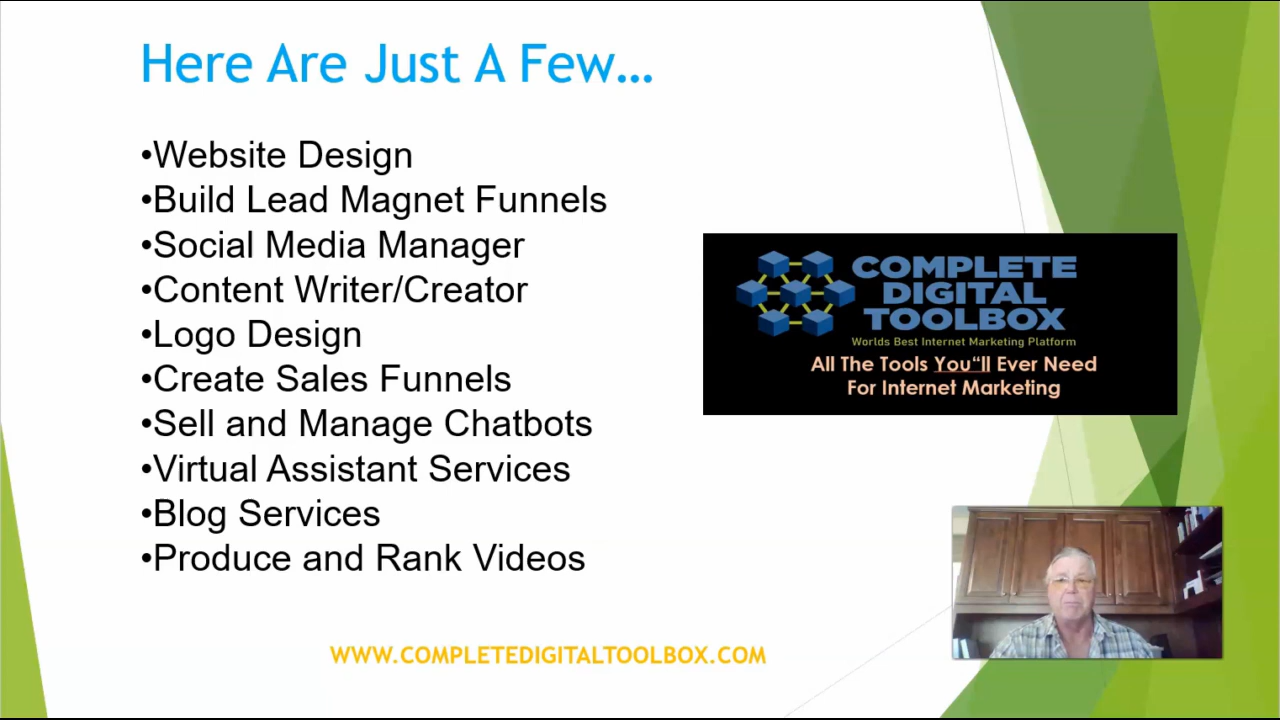 Here Are Just A Few…
•Website Design
•Build Lead Magnet Funnels
•Social Media Manager
•Content Writer/Creator
•Logo Design
•Create Sales Funnels
•Sell and Manage Chatbots
•Virtual Assistant Services
•Blog Services
•Produce and Rank Videos
COMPLETE
DIGITAL
TOOLBOX
Worlds Best Internet Marketing Platform
All The Tools You“ll Ever Need
For Internet Marketing
WWW.COMPLETEDIGITALTOOLBOX.COM